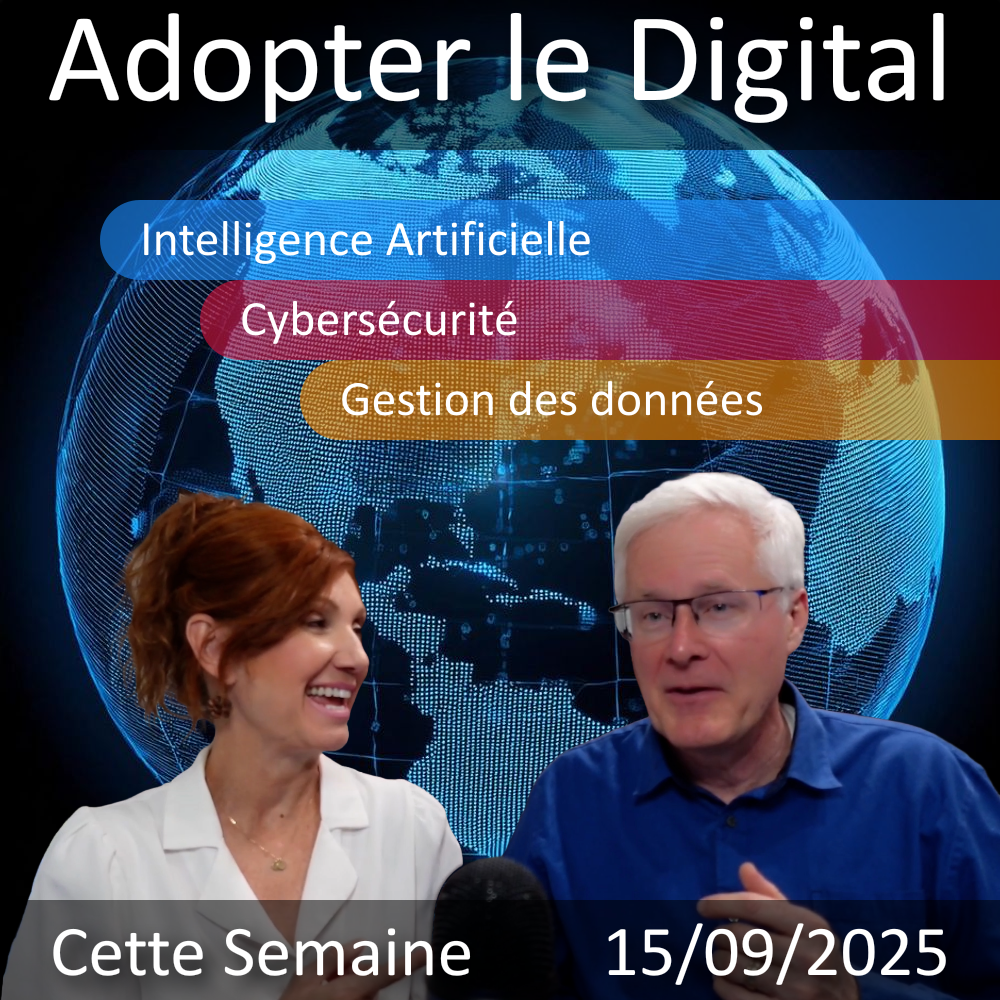 Adopter le Digital
Intelligence Artificielle
Cybersécurité
Gestion des données
Cette Semaine 15/09/2025